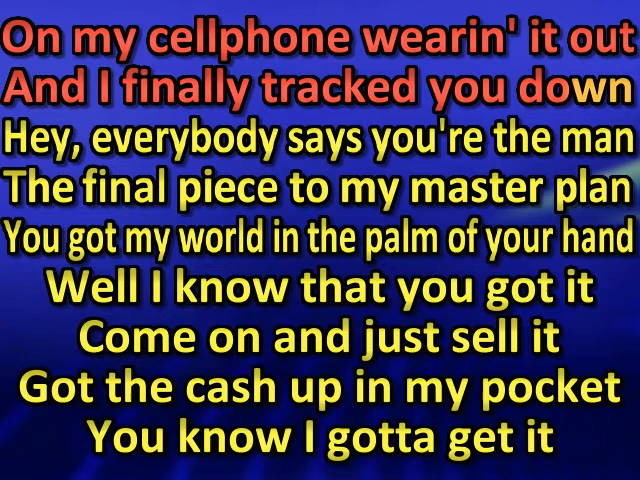 On my cellphone wearin' it out
And I finally tracked you down
Hey, everybody says you're the man
The final piece to my master plan
You got my world in the palm of your hand
Well I know that you got it
Come on and just sell it
Got the cash up in my pocket
You know I gotta get it